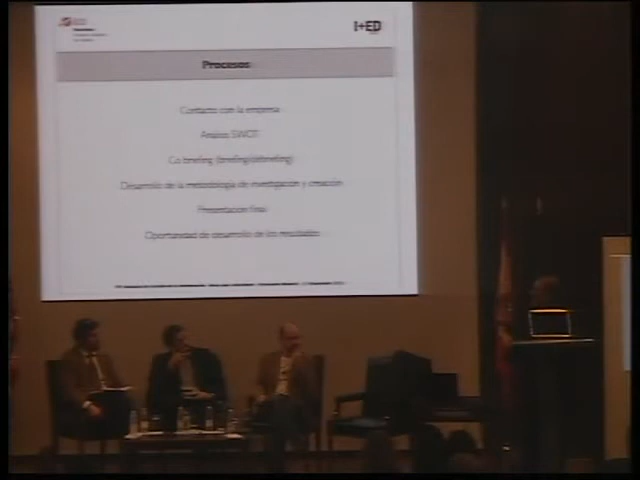 I+ED
Procesos
Contacto con la empresa
Análisis SWOT
Co briefing (briefing/debriefing)
Desarrollo de la metodología de investigación y creación
Presentación final
Oportunidad de desarrollo de los resultados